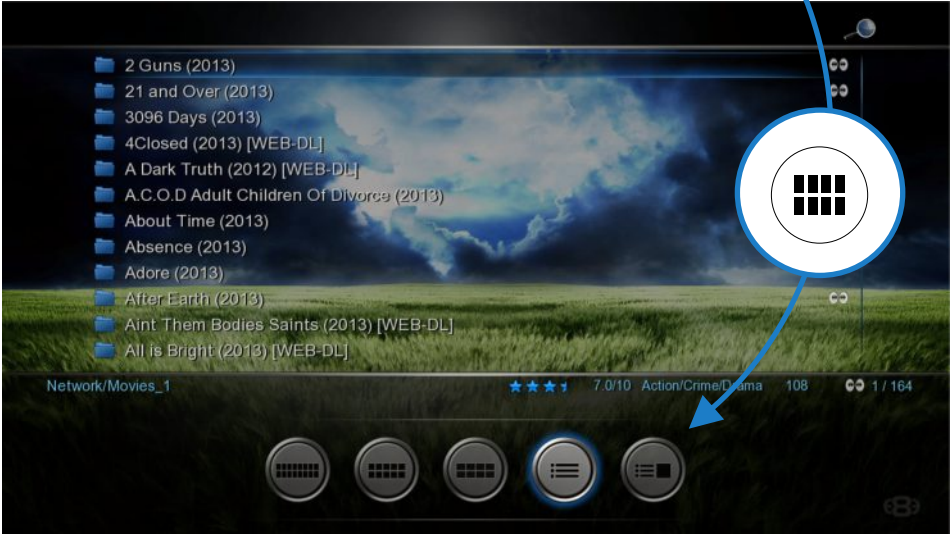 2 Guns (2013)
21 and Over (2013)
3096 Days (2013)
4Closed (2013) [WEB-DL]
A Dark Truth (2012) [WEB-DL]
A.C.O.D Adult Children Of Divorce (2013)
About Time (2013)
Absence (2013)
Adore (2013)
After Earth (2013)
Aint Them Bodies Saints (2013) [WEB-DL]
All is Bright (2013) [WEB-DL]
Network/Movies_1 7.0/10 Action/Crime/Drama 108 1 / 164